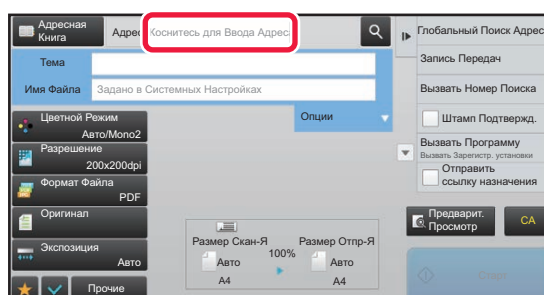 Адресная
Книга
Адрес
Коснитесь для Ввода Адреса
Глобальный Поиск Адрес
Тема
Запись Передач
Имя Файла
Задано в Системных Настройках
Вызвать Номер Поиска
Цветной Режим
Авто/Mono2
Опции
Штамп Подтвержд.
Разрешение
200x200dpi
Вызвать Программу
Вызвать Зарегистр. установки
Отправить
ссылку назначения
Формат Файла
PDF
Оригинал
Предварит.
Просмотр
CA
Экспозиция
Авто
Размер Скан-Я
100%
Размер Отпр-Я
Авто
Авто
A4
A4
Прочие
Старт